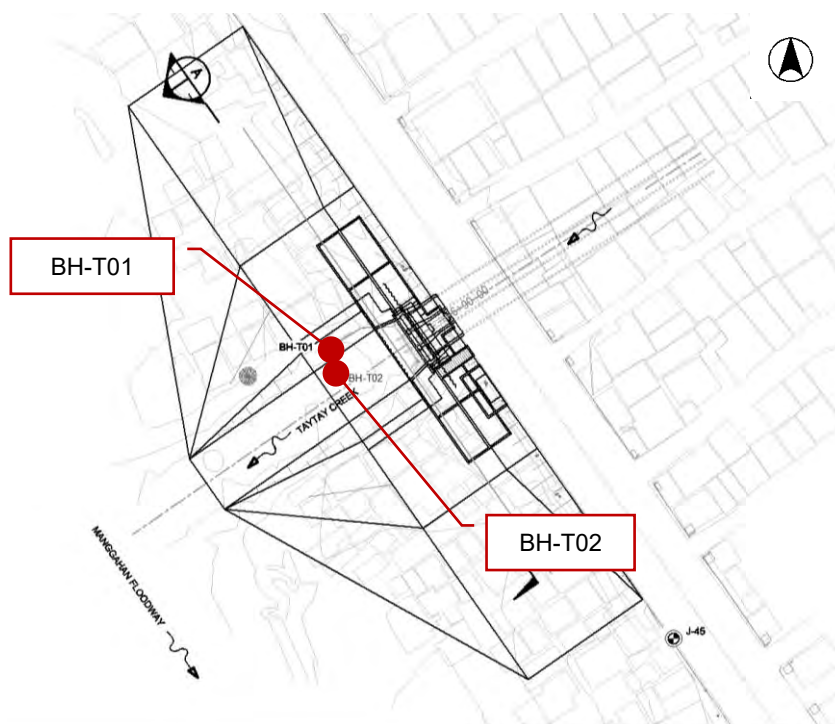 A
BH-T01
BH-T01
BH-T02
TAYTAY CREEK
BH-T02
MANGGAHAN FLOODWAY
J-45